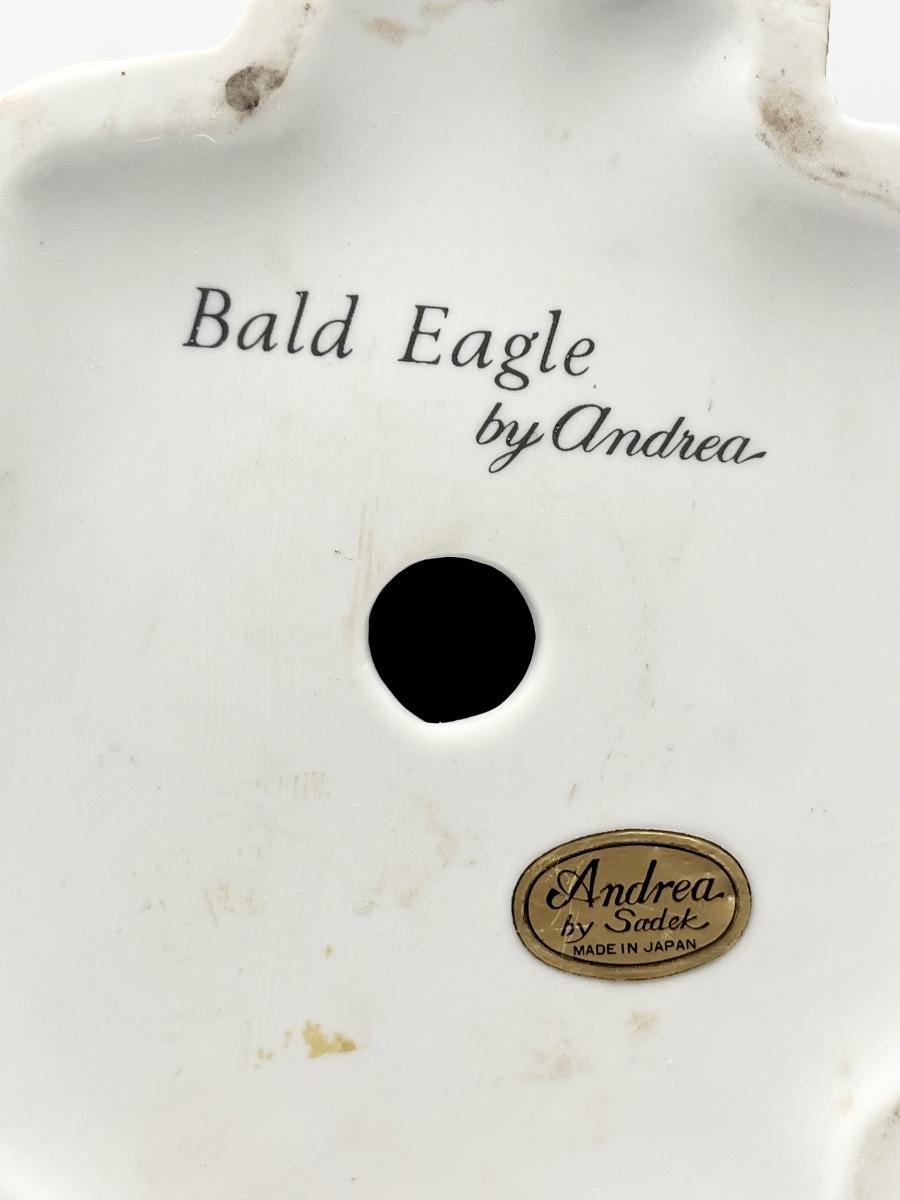 Bald Eagle
by Andrea
Andrea
by Sadek
MADE IN JAPAN